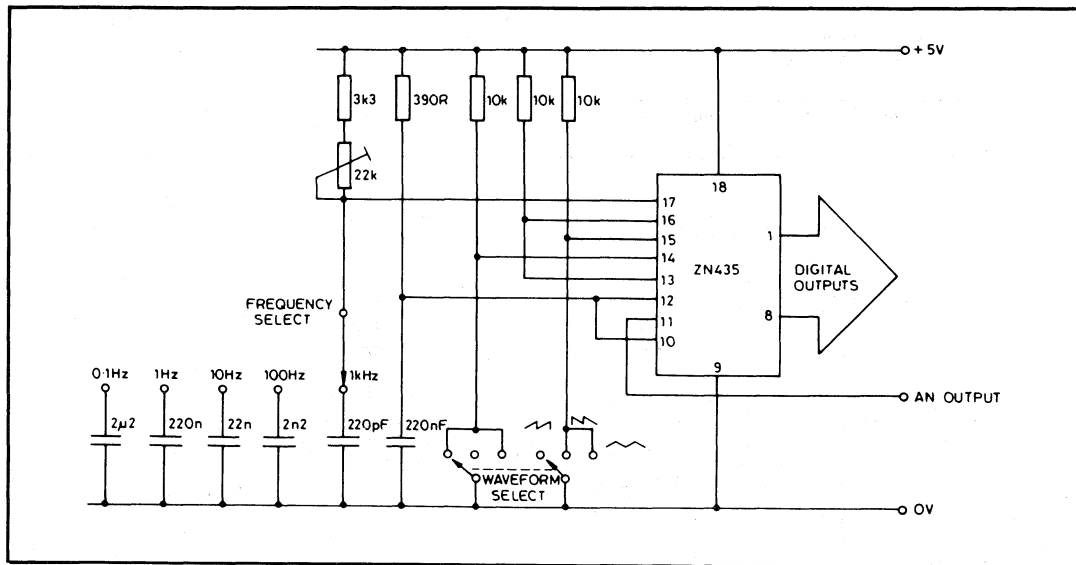 +5V
3k3
390R
10k
10k
10k
22k
18
17
16
15
14
13
12
11
10
1
8
9
ZN435
DIGITAL
OUTPUTS
FREQUENCY
SELECT
0·1Hz
1Hz
10Hz
100Hz
1kHz
2μ2
220n
22n
2n2
220pF
220nF
WAVEFORM
SELECT
AN OUTPUT
0V